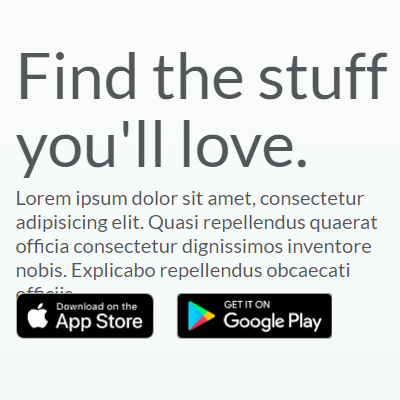 Find the stuff
you'll love.
Lorem ipsum dolor sit amet, consectetur
adipisicing elit. Quasi repellendus quaerat
officia consectetur dignissimos inventore
nobis. Explicabo repellendus obcaecati
Download on the
App Store
GET IT ON
Google Play